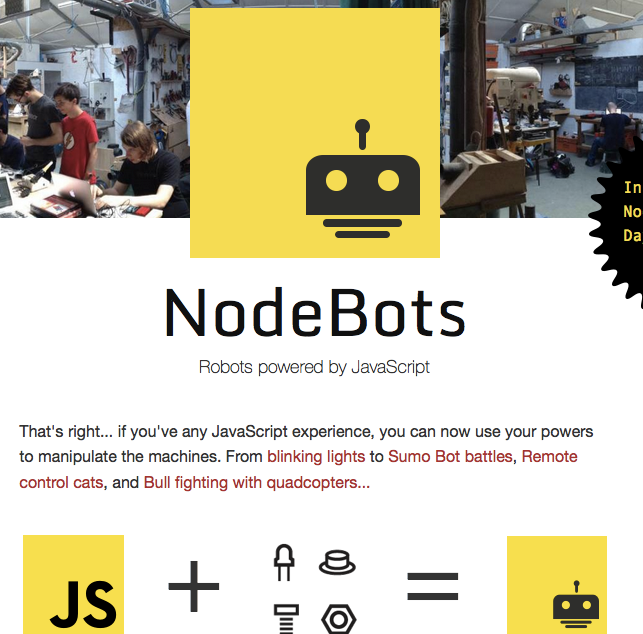 In
No
Da
NodeBots
Robots powered by JavaScript
That's right... if you've any JavaScript experience, you can now use your powers
to manipulate the machines. From blinking lights to Sumo Bot battles, Remote
control cats, and Bull fighting with quadcopters...
JS + =